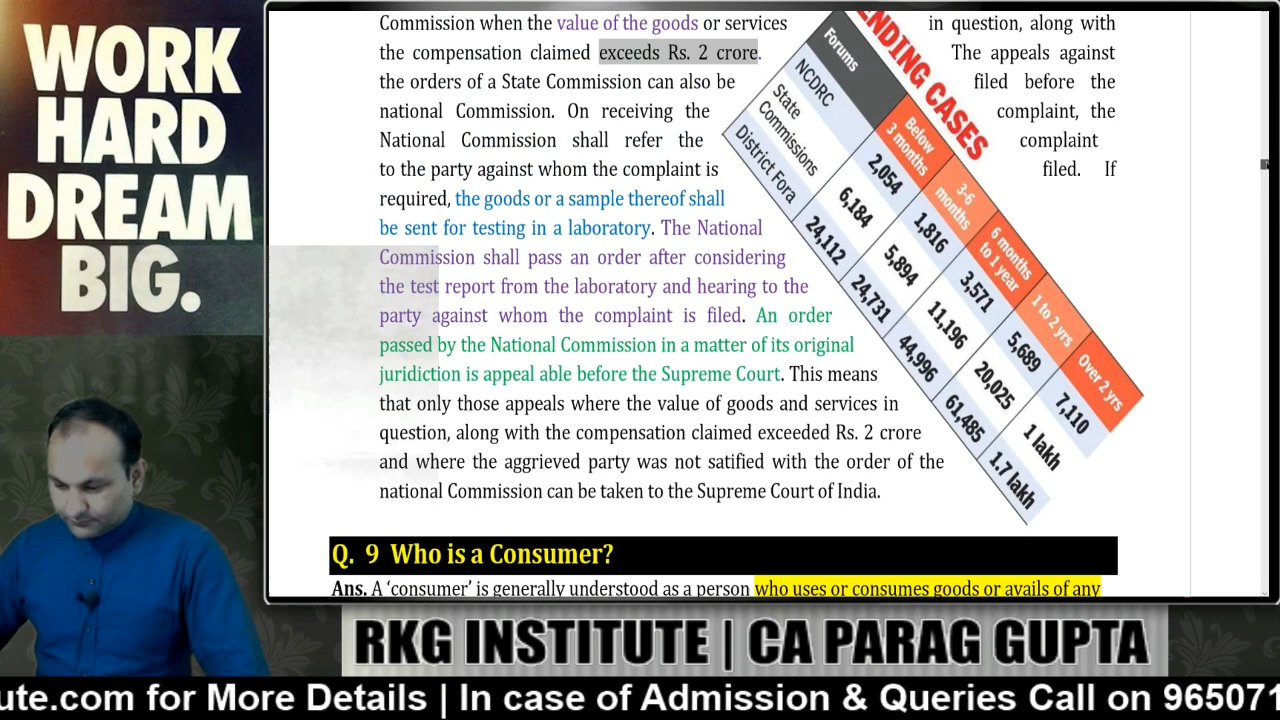 WORK
HARD
DREAM
BIG.
Commission when the value of the goods or services in question, along with
the compensation claimed exceeds Rs. 2 crore. The appeals against
the orders of a State Commission can also be filed before the
national Commission. On receiving the complaint, the
National Commission shall refer the complaint
to the party against whom the complaint is filed. If
required, the goods or a sample thereof shall
be sent for testing in a laboratory. The National
Commission shall pass an order after considering
the test report from the laboratory and hearing to the
party against whom the complaint is filed. An order
passed by the National Commission in a matter of its original
juridiction is appeal able before the Supreme Court. This means
that only those appeals where the value of goods and services in
question, along with the compensation claimed exceeded Rs. 2 crore
and where the aggrieved party was not satified with the order of the
national Commission can be taken to the Supreme Court of India.
ENDING CASES
Forums Below 3 months 3-6 months 6 months to 1 year 1 to 2 yrs Over 2 yrs
NCDRC 2,054 1,816 3,571 5,689 7,110
State Commissions 6,184 5,894 11,196 20,025 1 lakh
District Fora 24,112 24,731 44,996 61,485 1.7 lakh
Q. 9 Who is a Consumer?
Ans. A ‘consumer’ is generally understood as a person who uses or consumes goods or avails of any
RKG INSTITUTE | CA PARAG GUPTA
ute.com for More Details | In case of Admission & Queries Call on 965071